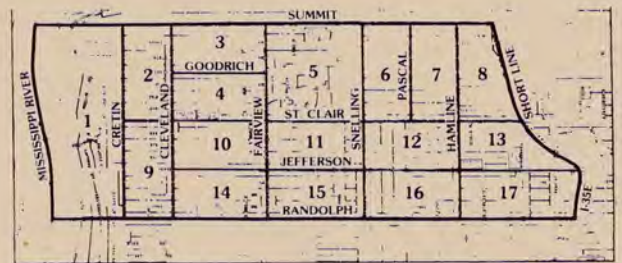 SUMMIT
MISSISSIPPI RIVER
1
CRETIN
2
CLEVELAND
3
GOODRICH
4
FAIRVIEW
5
ST. CLAIR
SNELLING
6
PASCAL
7
HAMLINE
8
SHORT LINE
9
10
11
JEFFERSON
12
13
14
15
RANDOLPH
16
17
I-35E